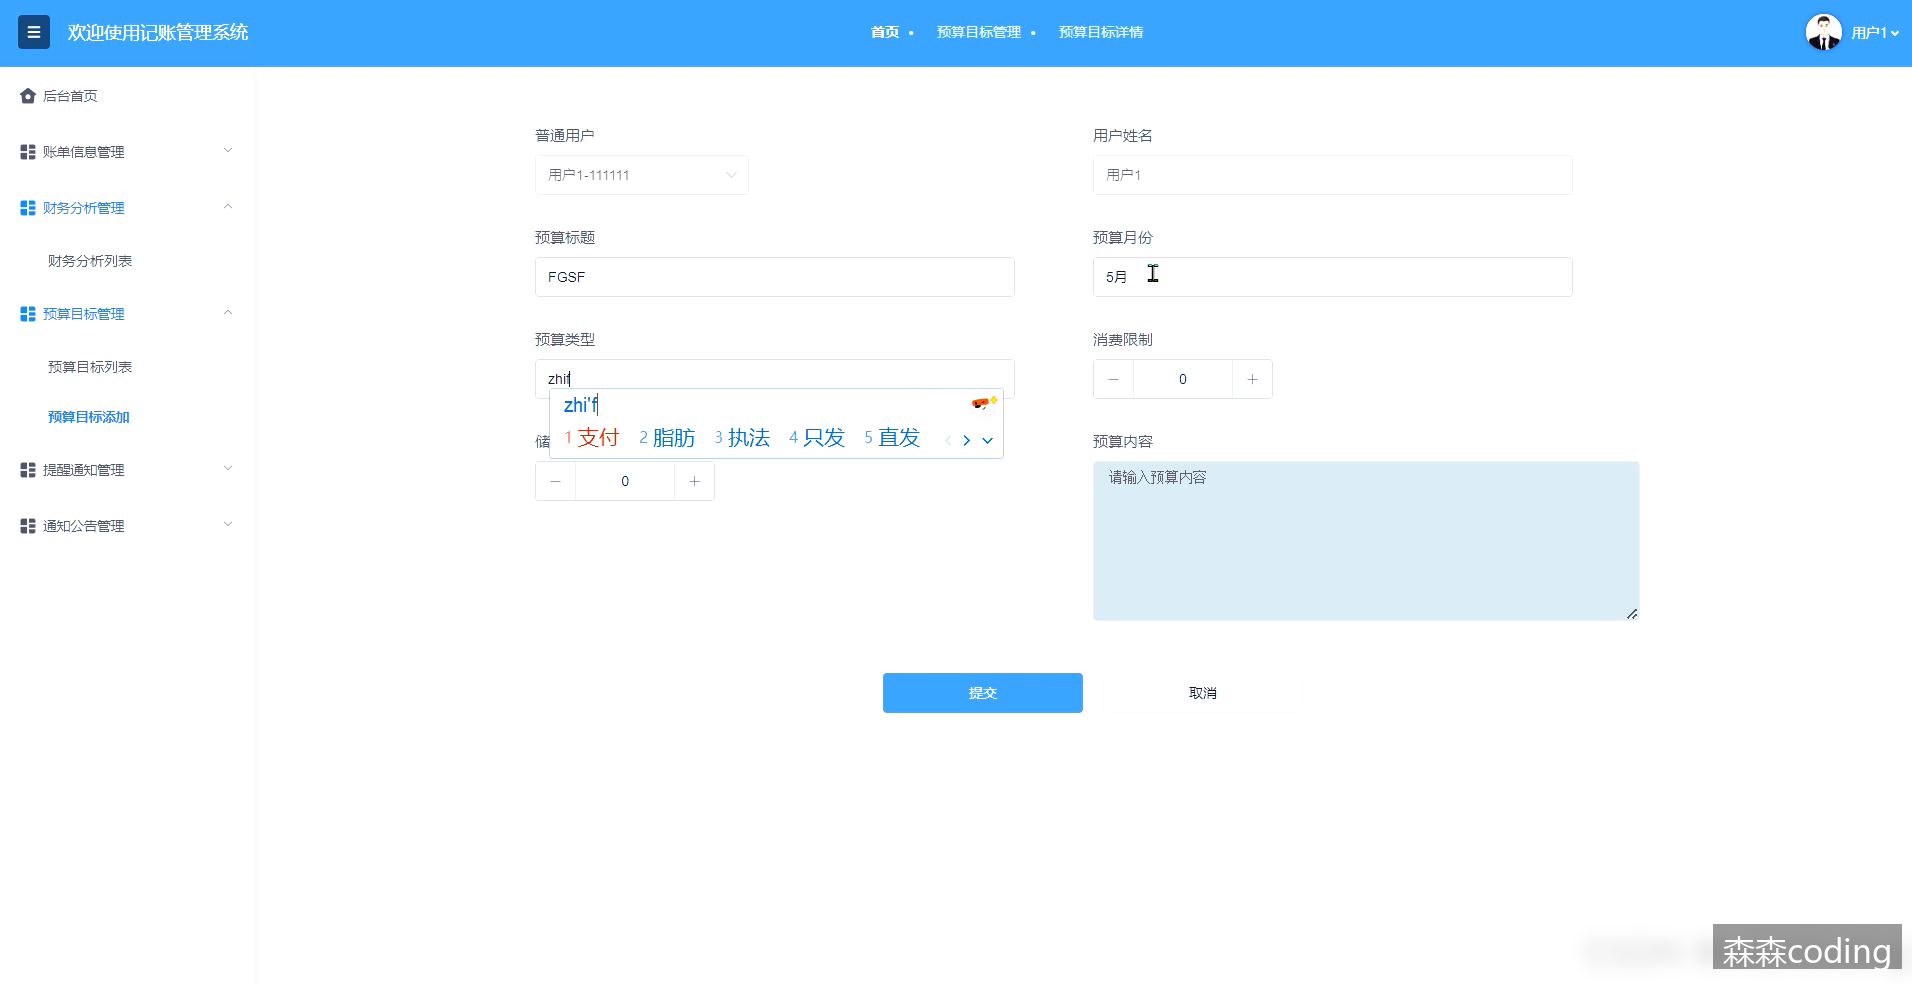 欢迎使用记账管理系统
首页 • 预算目标管理 • 预算目标详情
用户1
后台首页
账单信息管理
财务分析管理
财务分析列表
预算目标管理
预算目标列表
预算目标添加
提醒通知管理
通知公告管理
普通用户
用户1-111111
用户姓名
用户1
预算标题
FGSF
预算月份
5月
预算类型
zhif
zhi'f
1 支付 2 脂肪 3 执法 4 只发 5 直发
消费限制
0
储
0
预算内容
请输入预算内容
提交
取消
森森coding